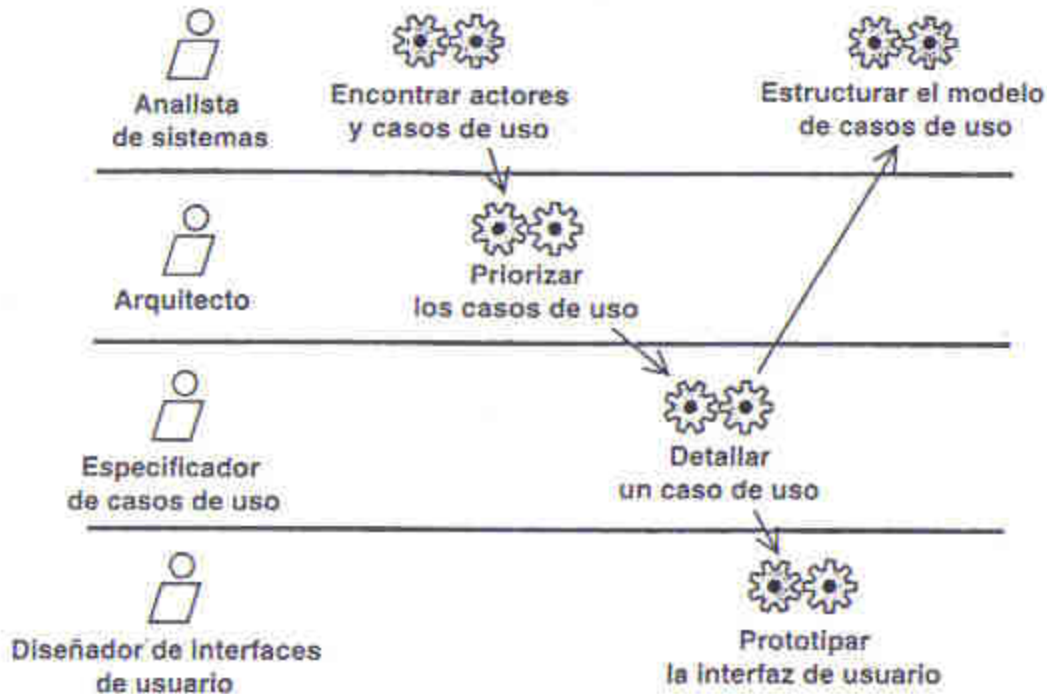 Analista
de sistemas
Encontrar actores
y casos de uso
Estructurar el modelo
de casos de uso
Arquitecto
Priorizar
los casos de uso
Especificador
de casos de uso
Detallar
un caso de uso
Diseñador de interfaces
de usuario
Prototipar
la interfaz de usuario